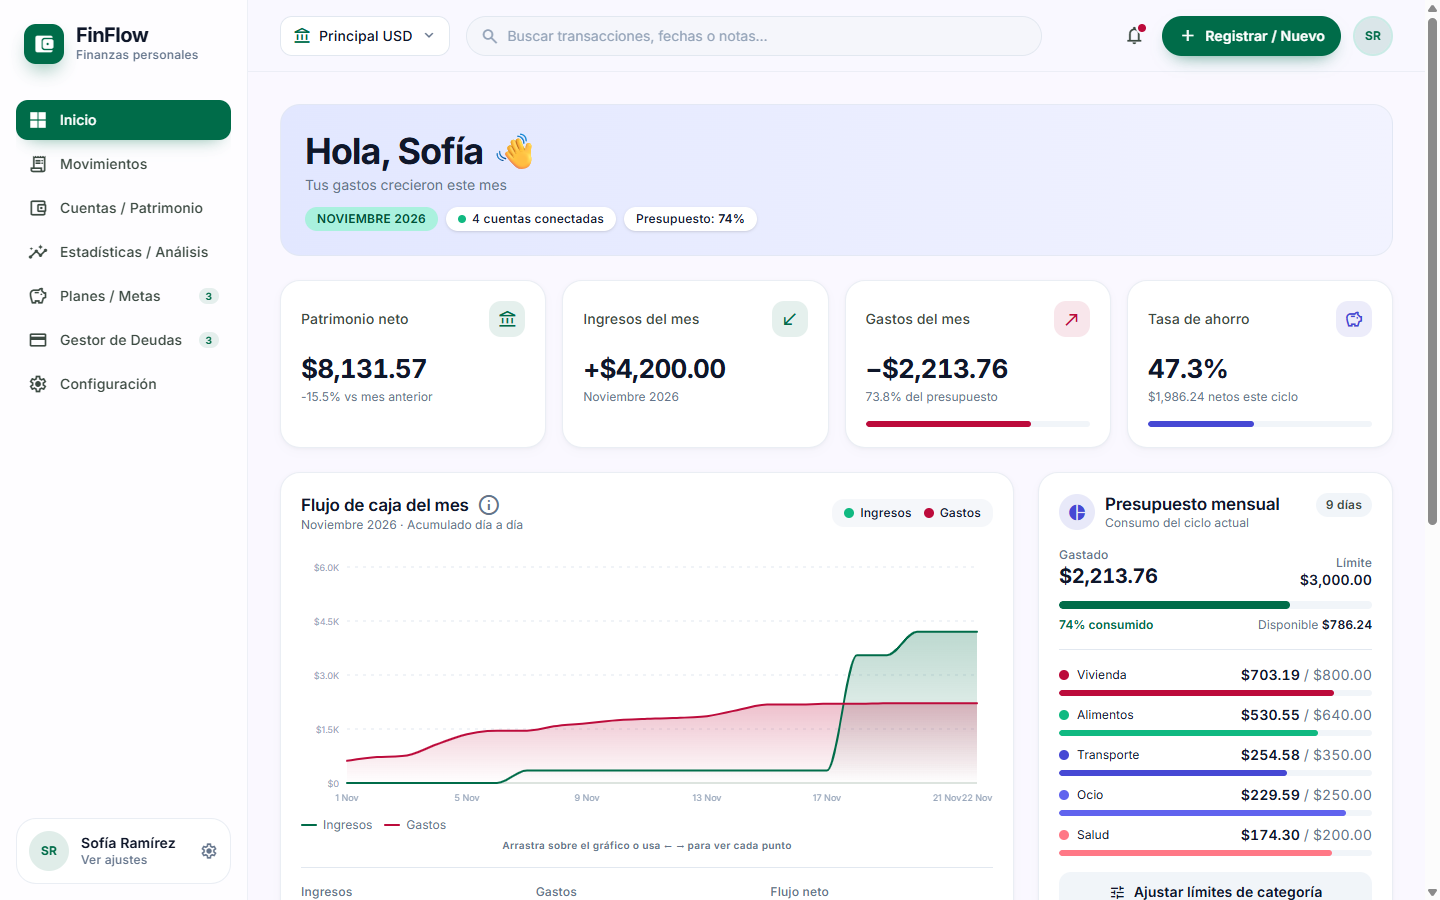 FinFlow
Finanzas personales
Inicio
Movimientos
Cuentas / Patrimonio
Estadísticas / Análisis
Planes / Metas 3
Gestor de Deudas 3
Configuración
SR
Sofía Ramírez
Ver ajustes
Principal USD
Buscar transacciones, fechas o notas...
Registrar / Nuevo
SR
Hola, Sofía 👋
Tus gastos crecieron este mes
NOVIEMBRE 2026
4 cuentas conectadas
Presupuesto: 74%
Patrimonio neto
$8,131.57
-15.5% vs mes anterior
Ingresos del mes
+$4,200.00
Noviembre 2026
Gastos del mes
−$2,213.76
73.8% del presupuesto
Tasa de ahorro
47.3%
$1,986.24 netos este ciclo
Flujo de caja del mes
Noviembre 2026 · Acumulado día a día
Ingresos Gastos
$6.0K
$4.5K
$3.0K
$1.5K
$0
1 Nov 5 Nov 9 Nov 13 Nov 17 Nov 21 Nov 22 Nov
Ingresos Gastos
Arrastra sobre el gráfico o usa ← → para ver cada punto
Ingresos Gastos Flujo neto
Presupuesto mensual
Consumo del ciclo actual
9 días
Gastado
$2,213.76
Límite
$3,000.00
74% consumido
Disponible $786.24
Vivienda $703.19 / $800.00
Alimentos $530.55 / $640.00
Transporte $254.58 / $350.00
Ocio $229.59 / $250.00
Salud $174.30 / $200.00
Ajustar límites de categoría